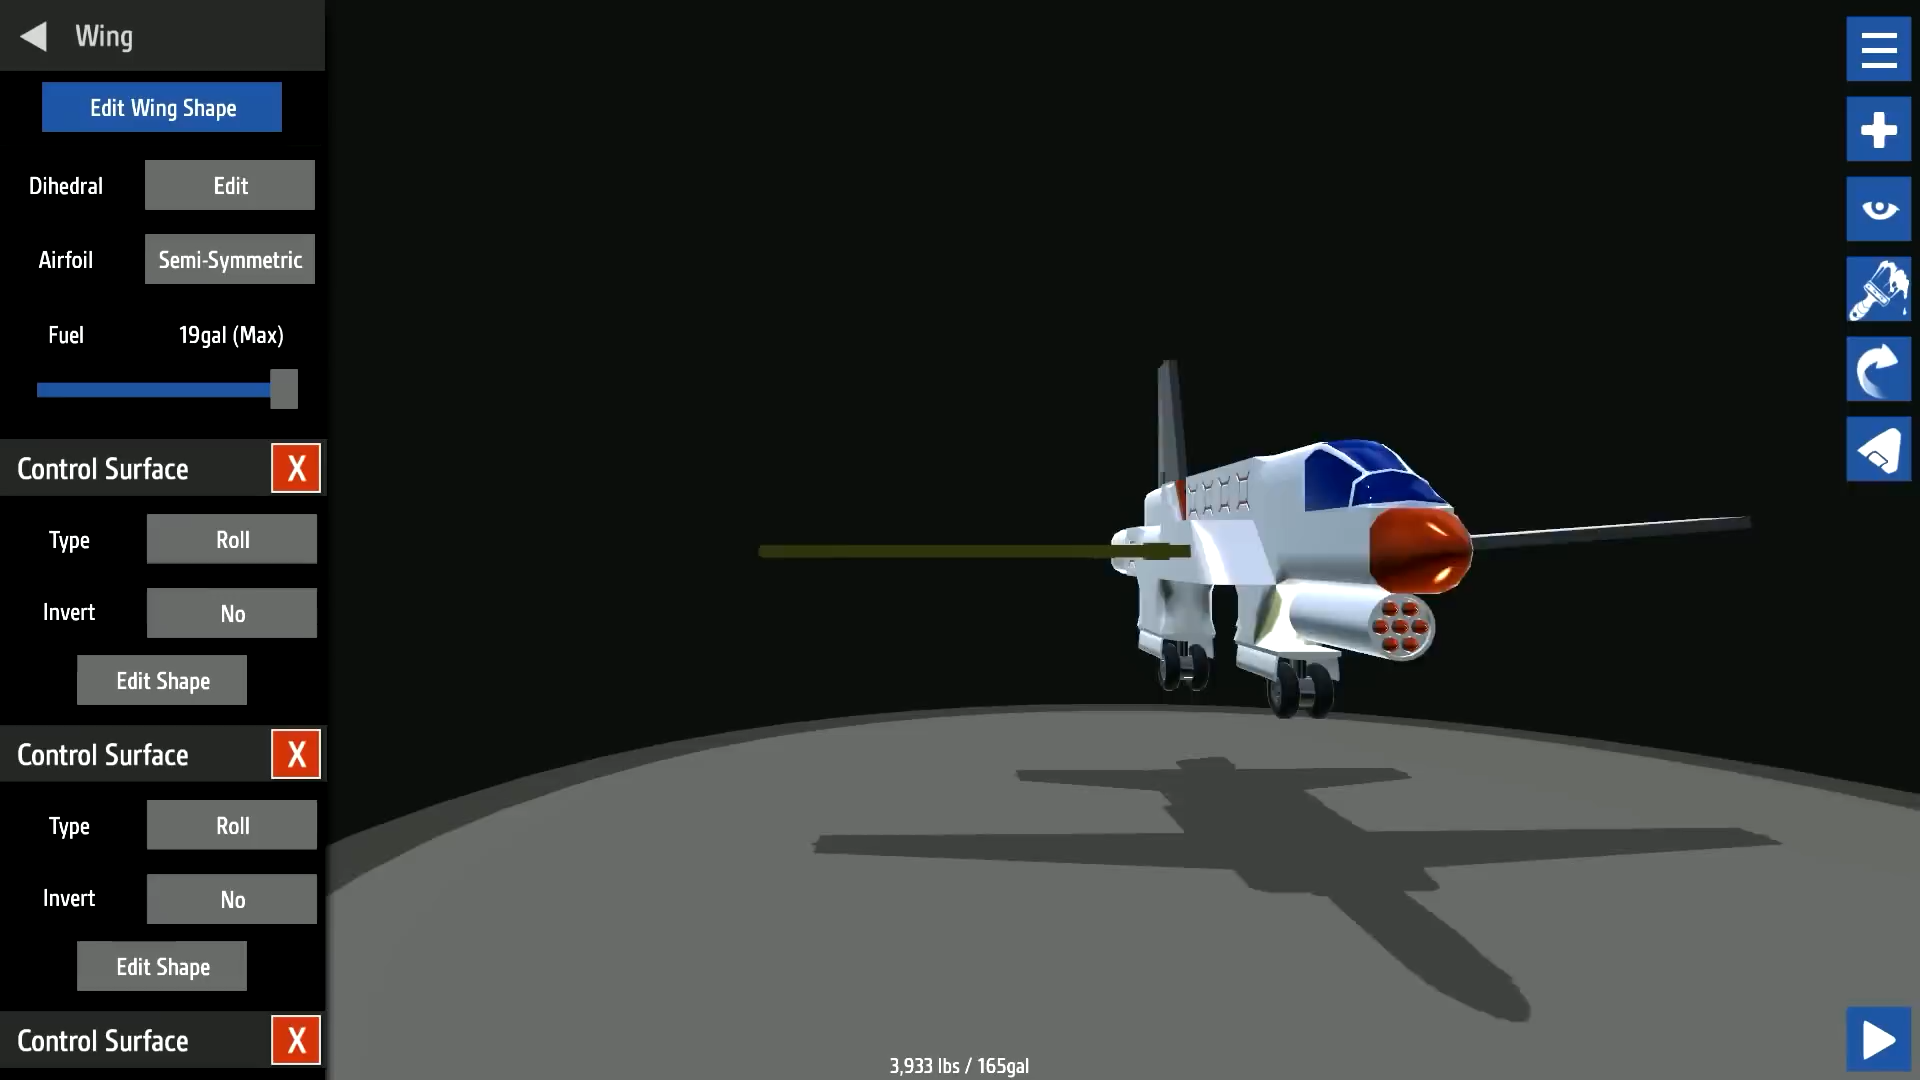 Wing
Edit Wing Shape
Dihedral Edit
Airfoil Semi-Symmetric
Fuel 19gal (Max)
Control Surface X
Type Roll
Invert No
Edit Shape
Control Surface X
Type Roll
Invert No
Edit Shape
Control Surface X
3,933 lbs / 165gal